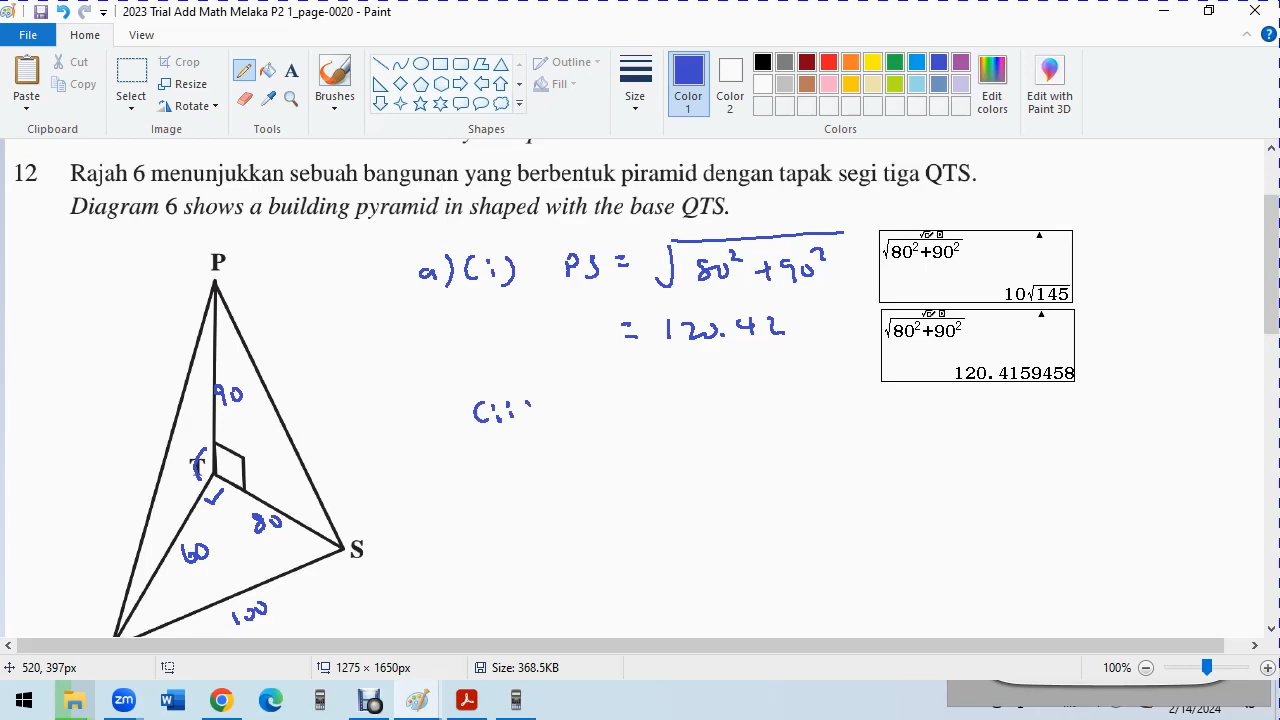 2023 Trial Add Math Melaka P2 1_page-0020 - Paint
File Home View
Paste Cut Copy
Select Crop Resize Rotate
Brushes
Outline
Fill
Size
Color 1
Color 2
Edit colors
Edit with Paint 3D
Clipboard Image Tools Shapes Colors
12 Rajah 6 menunjukkan sebuah bangunan yang berbentuk piramid dengan tapak segi tiga QTS.
Diagram 6 shows a building pyramid in shaped with the base QTS.
P
90
T
80
60
S
100
a) (i) PS = √80² + 90²
= 120.42
(iii
√80²+90²
10√145
√80²+90²
120.4159458
520, 397px 1275 × 1650px Size: 368.5KB 100%
2/14/2024